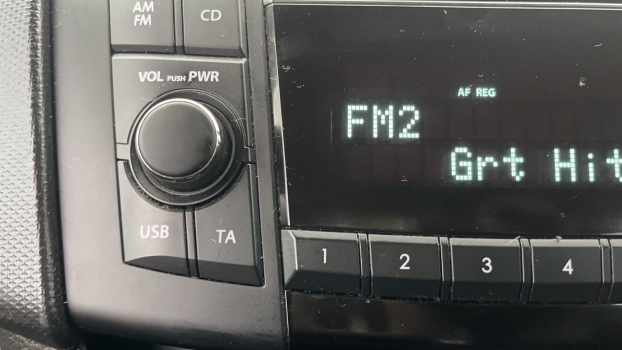 AM
FM
CD
VOL PUSH PWR
AF REG
FM2
Grt Hit
USB
TA
1
2
3
4